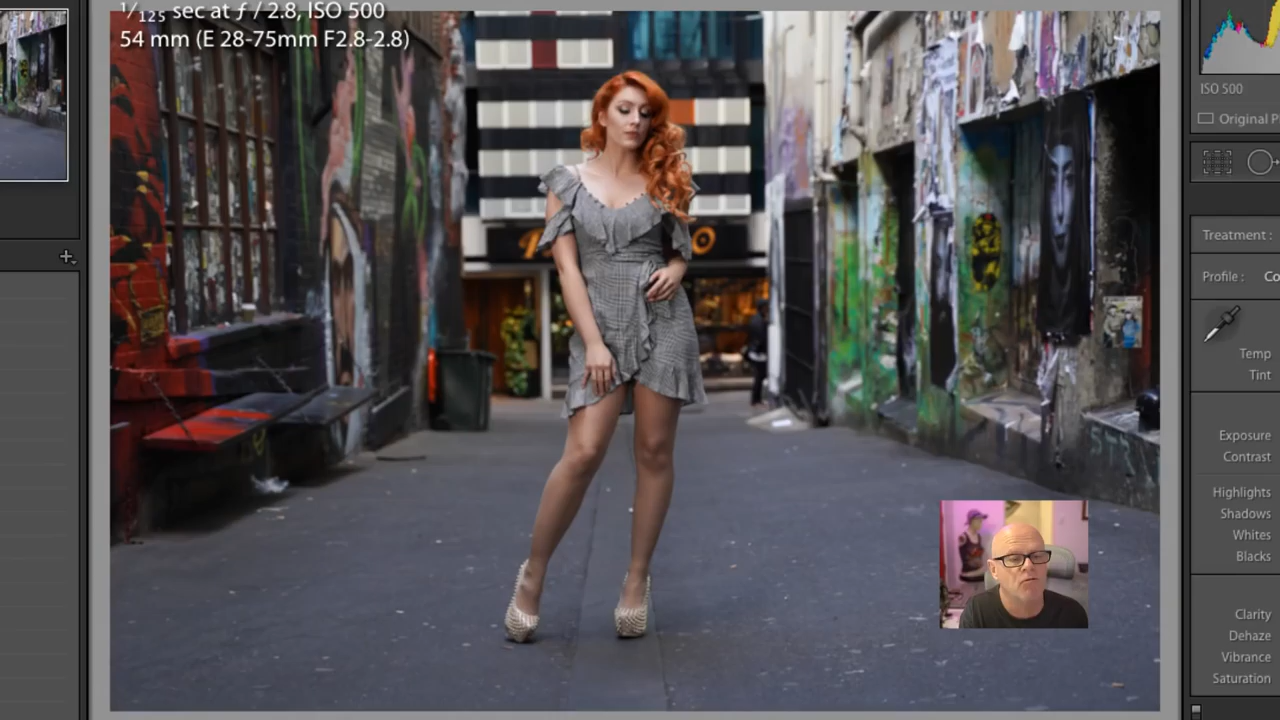 1/125 sec at ƒ / 2.8, ISO 500
54 mm (E 28-75mm F2.8-2.8)
ISO 500
Original P
Treatment :
Profile : Co
Temp
Tint
Exposure
Contrast
Highlights
Shadows
Whites
Blacks
Clarity
Dehaze
Vibrance
Saturation